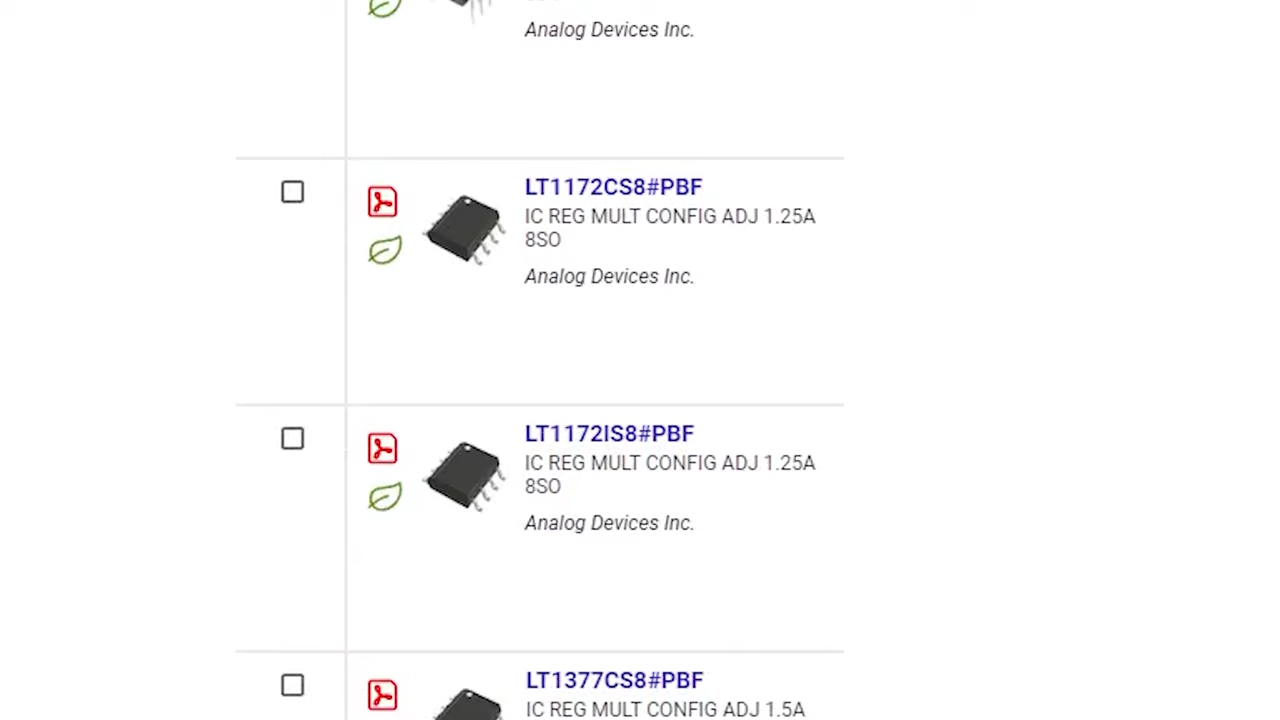 Analog Devices Inc.
LT1172CS8#PBF
IC REG MULT CONFIG ADJ 1.25A
8SO
Analog Devices Inc.
LT1172IS8#PBF
IC REG MULT CONFIG ADJ 1.25A
8SO
Analog Devices Inc.
LT1377CS8#PBF
IC REG MULT CONFIG ADJ 1.5A